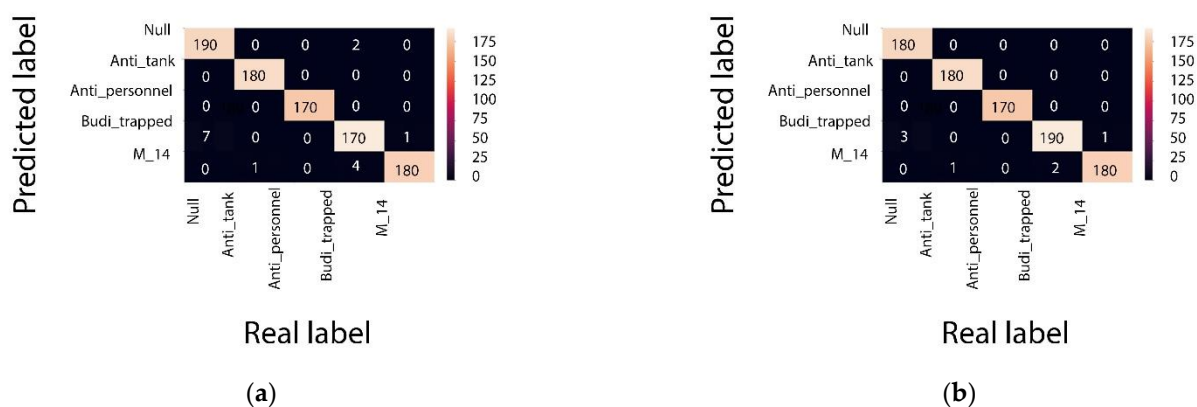 Predicted label
Null
Anti_tank
Anti_personnel
Budi_trapped
M_14
190 0 0 2 0
0 180 0 0 0
0 0 170 0 0
7 0 0 170 1
0 1 0 4 180
175
150
125
100
75
50
25
0
Null
Anti_tank
Anti_personnel
Budi_trapped
M_14
Real label
(a)
Predicted label
Null
Anti_tank
Anti_personnel
Budi_trapped
M_14
180 0 0 0 0
0 180 0 0 0
0 0 170 0 0
3 0 0 190 1
0 1 0 2 180
175
150
125
100
75
50
25
0
Null
Anti_tank
Anti_personnel
Budi_trapped
M_14
Real label
(b)